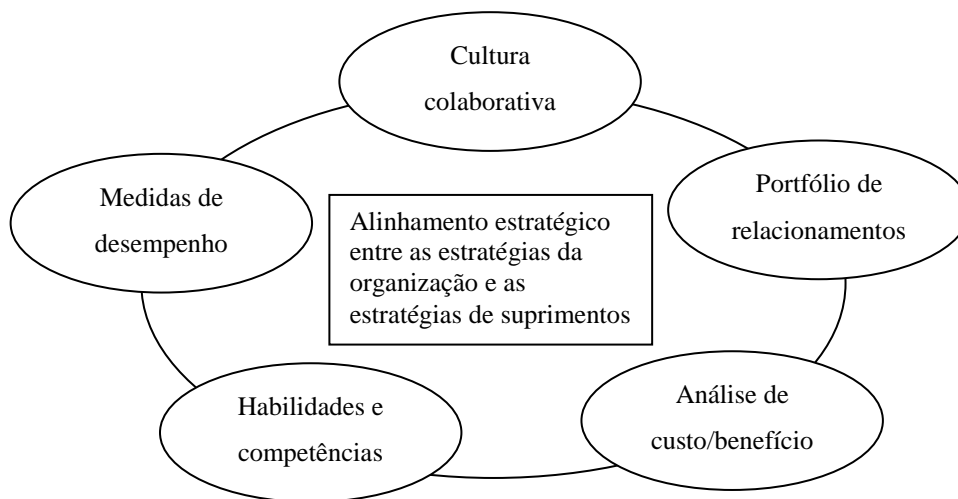 Cultura
colaborativa
Medidas de
desempenho
Portfólio de
relacionamentos
Alinhamento estratégico
entre as estratégias da
organização e as
estratégias de suprimentos
Habilidades e
competências
Análise de
custo/benefício